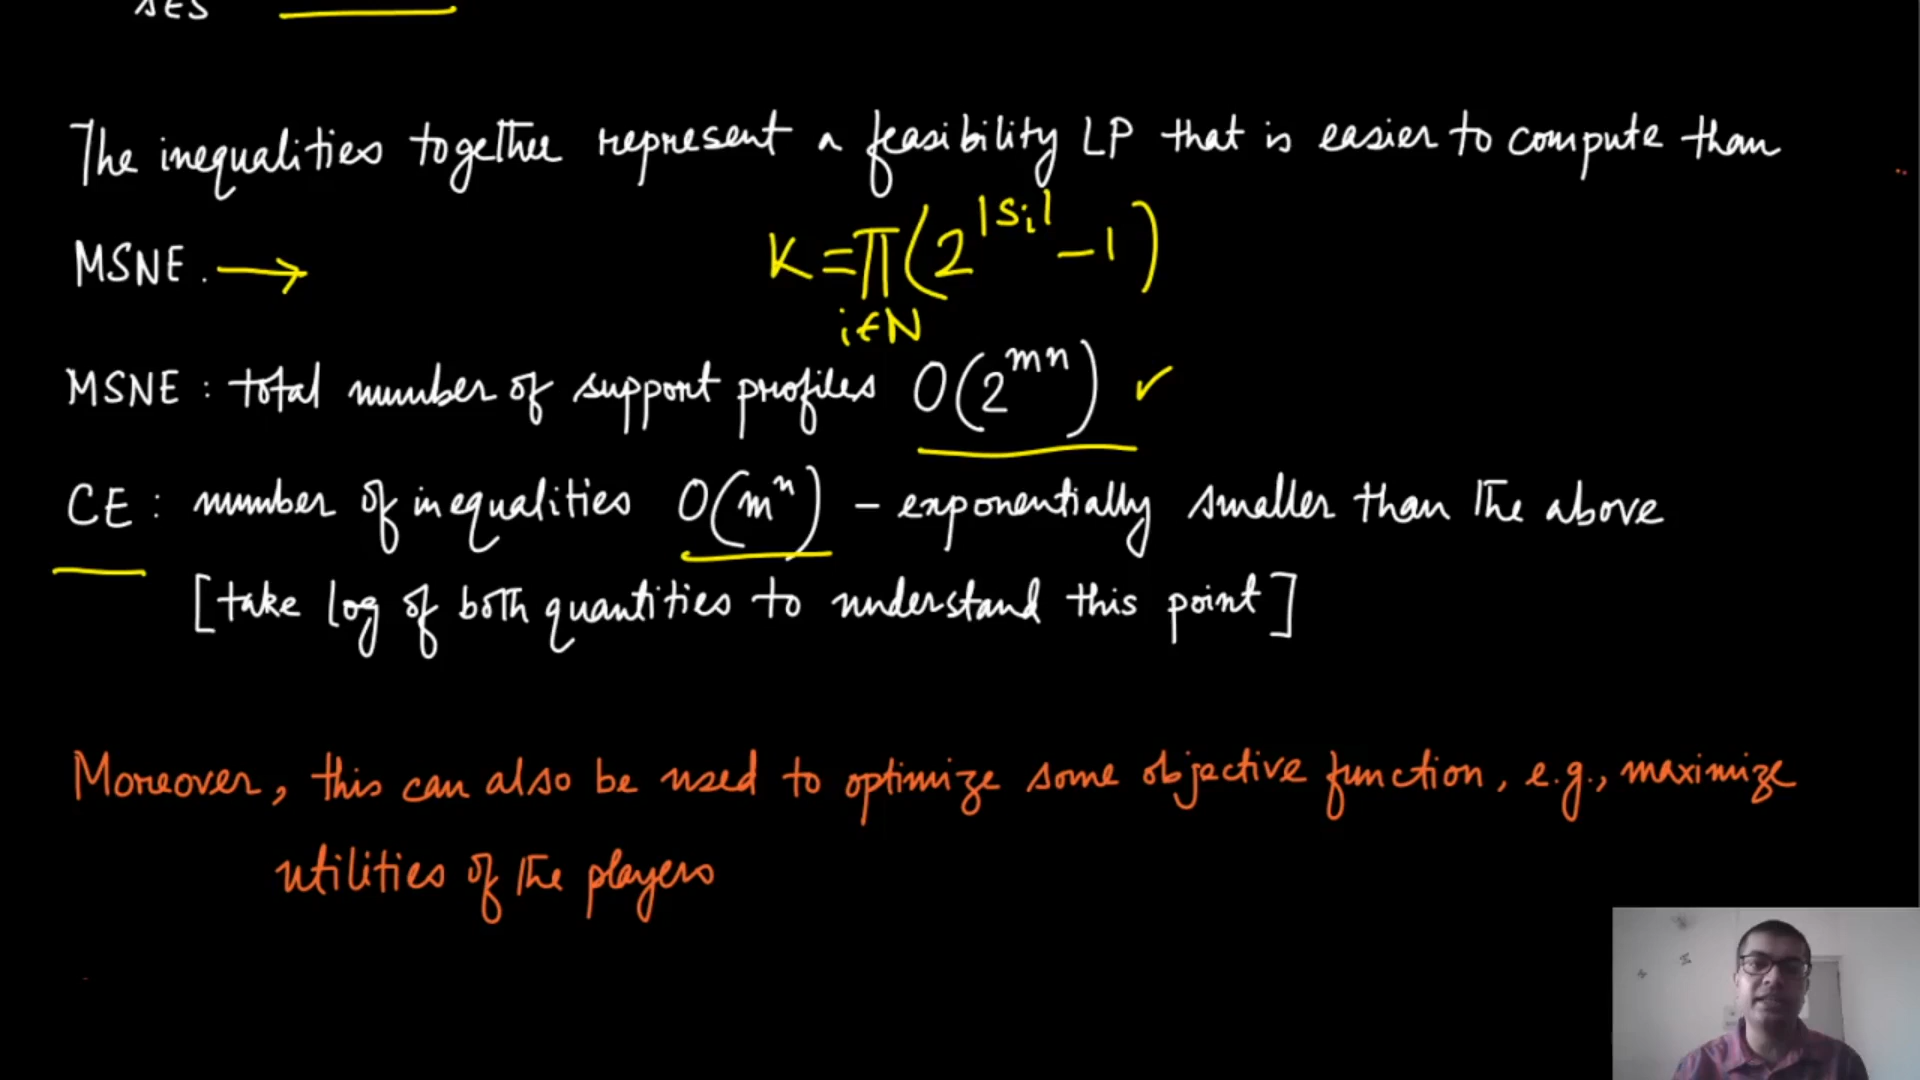 s∈S
The inequalities together represent a feasibility LP that is easier to compute than
MSNE. → K = π (2^|Si| - 1)
i∈N
MSNE : total number of support profiles O(2^mn) ✓
CE : number of inequalities O(m^n) – exponentially smaller than the above
[take log of both quantities to understand this point]
Moreover, this can also be used to optimize some objective function, e.g., maximize
utilities of the players